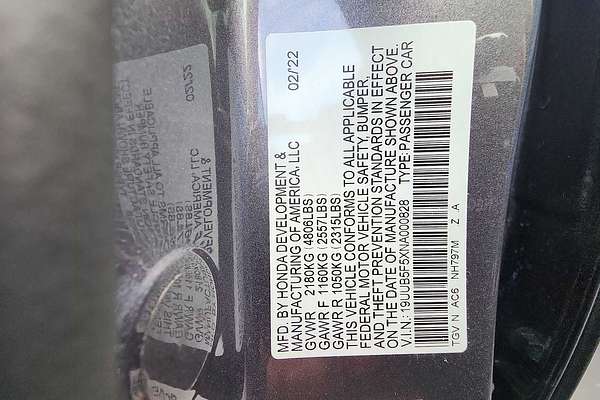 MFD. BY HONDA DEVELOPMENT & 02/22
MANUFACTURING OF AMERICA, LLC
GVWR 2180KG (4806LBS)
GAWR F 1160KG (2557LBS)
GAWR R 1050KG (2315LBS)
THIS VEHICLE CONFORMS TO ALL APPLICABLE
FEDERAL MOTOR VEHICLE SAFETY, BUMPER,
AND THEFT PREVENTION STANDARDS IN EFFECT
ON THE DATE OF MANUFACTURE SHOWN ABOVE.
V.I.N.: 19UUB5F5XNA000828 TYPE:PASSENGER CAR
TGV N AC6 NH797M Z A